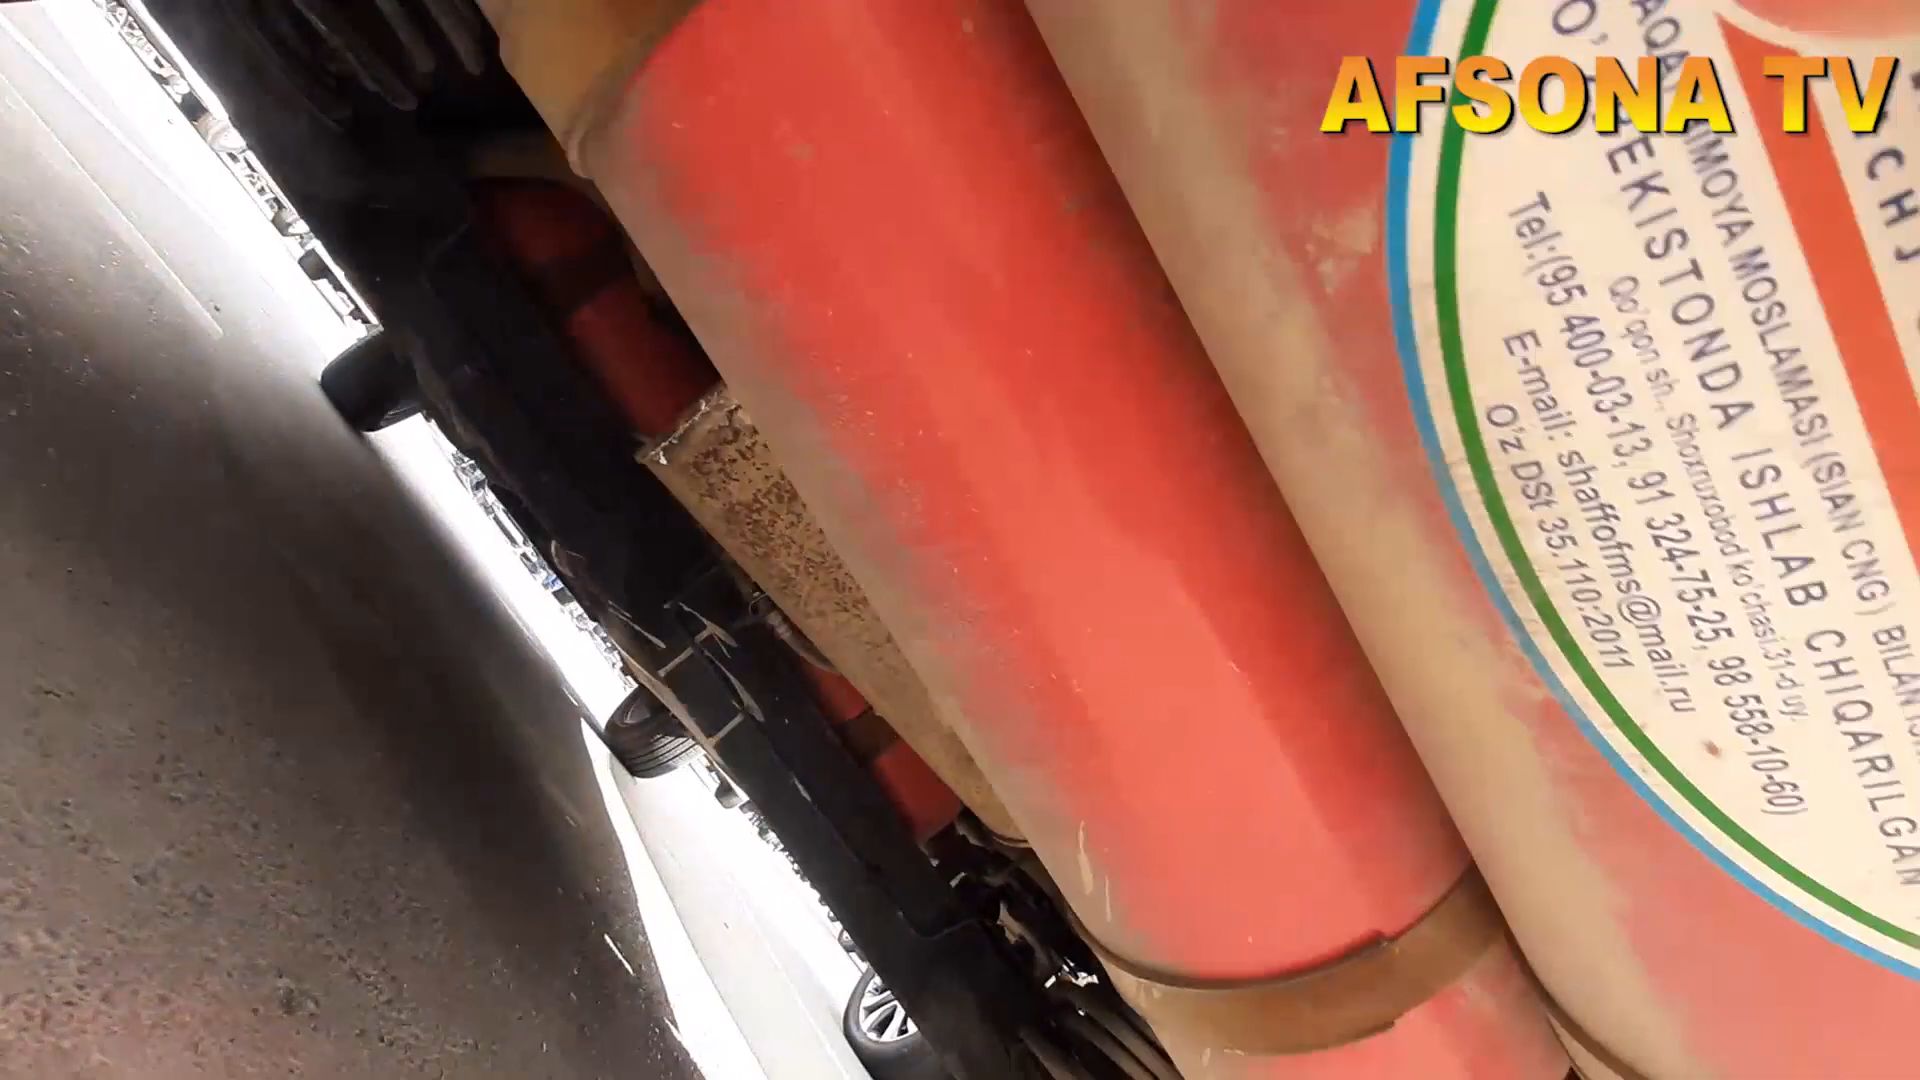 AFSONA TV
CHJ
HIMOYA MOSLAMASI (SIAN CNG)
ISHLAB CHIQARILGAN
Qo'qon sh., Shoxruxobod ko'chasi.31-d uy.
Tel:(95 400-03-13, 91 324-75-25, 98 558-10-60)
E-mail: shaffofms@mail.ru
O'z DSt 35.110:2011